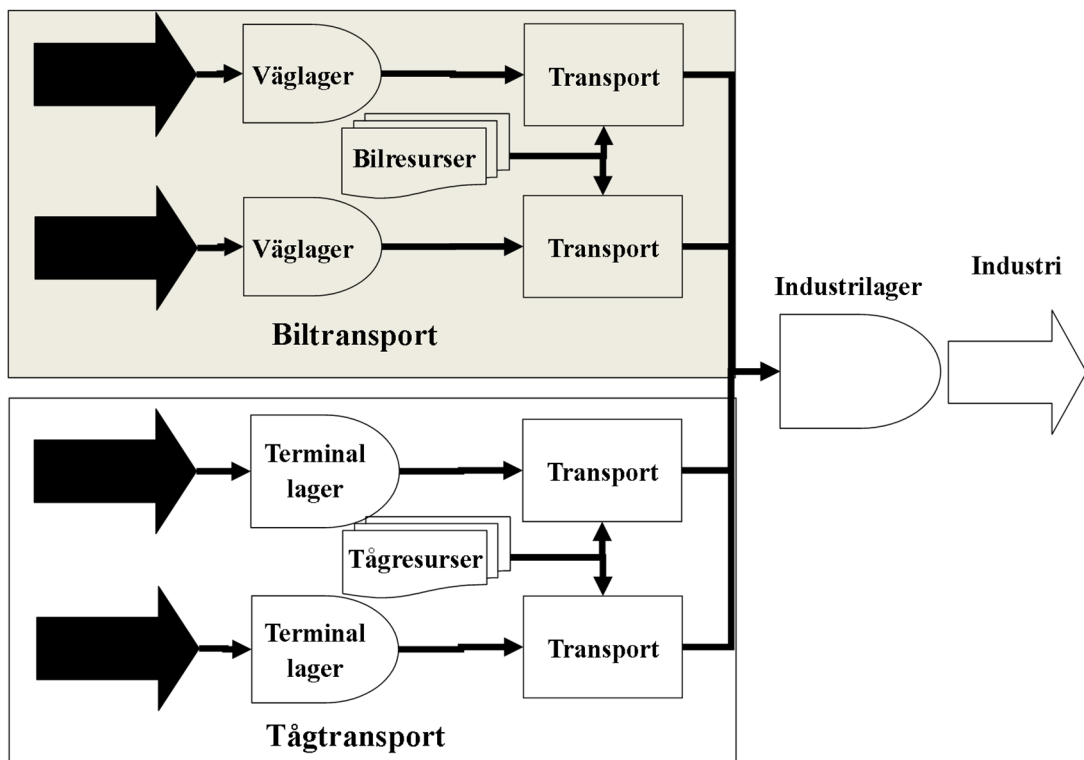 Väglager
Transport
Bilresurser
Väglager
Transport
Biltransport
Industrilager
Industri
Terminal
lager
Transport
Tågresurser
Terminal
lager
Transport
Tågtransport